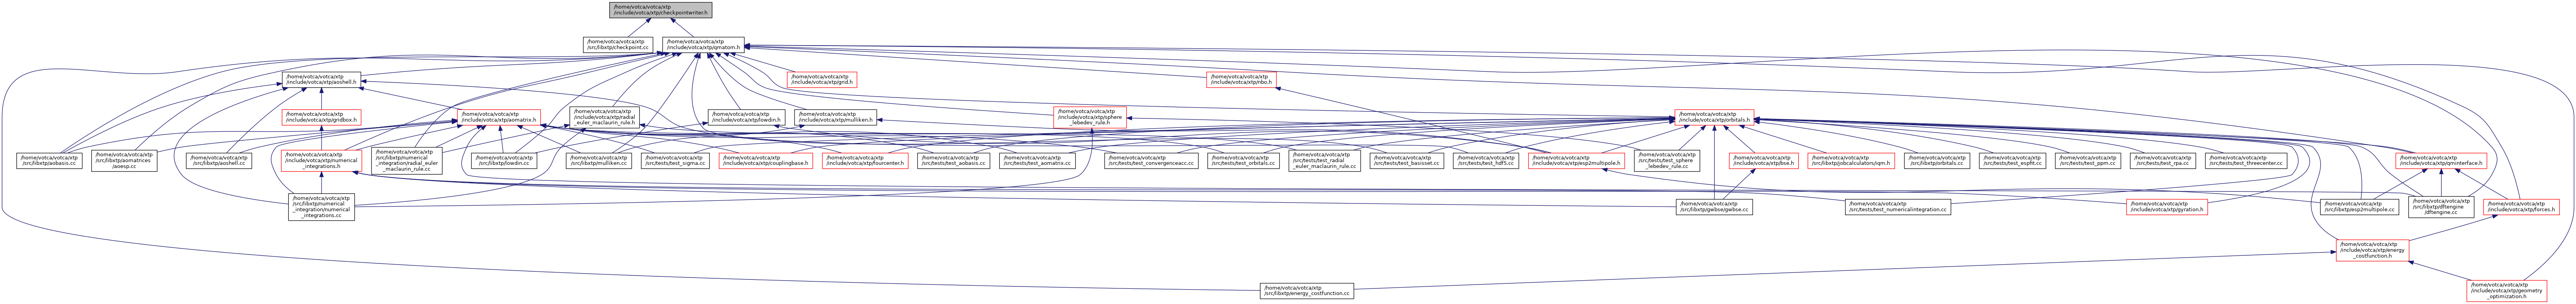 /home/votca/votca/xtp
/include/votca/xtp/checkpointwriter.h
/home/votca/votca/xtp
/src/libxtp/checkpoint.cc
/home/votca/votca/xtp
/include/votca/xtp/qmatom.h
/home/votca/votca/xtp
/include/votca/xtp/aoshell.h
/home/votca/votca/xtp
/include/votca/xtp/grid.h
/home/votca/votca/xtp
/include/votca/xtp/nbo.h
/home/votca/votca/xtp
/include/votca/xtp/gridbox.h
/home/votca/votca/xtp
/include/votca/xtp/aomatrix.h
/home/votca/votca/xtp
/include/votca/xtp/radial
_euler_maclaurin_rule.h
/home/votca/votca/xtp
/include/votca/xtp/lowdin.h
/home/votca/votca/xtp
/include/votca/xtp/mulliken.h
/home/votca/votca/xtp
/include/votca/xtp/sphere
_lebedev_rule.h
/home/votca/votca/xtp
/include/votca/xtp/orbitals.h
/home/votca/votca/xtp
/src/libxtp/aobasis.cc
/home/votca/votca/xtp
/src/libxtp/aomatrices
/aoesp.cc
/home/votca/votca/xtp
/src/libxtp/aoshell.cc
/home/votca/votca/xtp
/include/votca/xtp/numerical
_integrations.h
/home/votca/votca/xtp
/src/libxtp/numerical
_integration/radial_euler
_maclaurin_rule.cc
/home/votca/votca/xtp
/src/libxtp/lowdin.cc
/home/votca/votca/xtp
/src/libxtp/mulliken.cc
/home/votca/votca/xtp
/src/tests/test_sigma.cc
/home/votca/votca/xtp
/include/votca/xtp/couplingbase.h
/home/votca/votca/xtp
/include/votca/xtp/fourcenter.h
/home/votca/votca/xtp
/src/tests/test_aobasis.cc
/home/votca/votca/xtp
/src/tests/test_aomatrix.cc
/home/votca/votca/xtp
/src/tests/test_convergenceacc.cc
/home/votca/votca/xtp
/src/tests/test_orbitals.cc
/home/votca/votca/xtp
/src/tests/test_radial
_euler_maclaurin_rule.cc
/home/votca/votca/xtp
/src/tests/test_basisset.cc
/home/votca/votca/xtp
/src/tests/test_hdf5.cc
/home/votca/votca/xtp
/include/votca/xtp/esp2multipole.h
/home/votca/votca/xtp
/src/tests/test_sphere
_lebedev_rule.cc
/home/votca/votca/xtp
/include/votca/xtp/bse.h
/home/votca/votca/xtp
/include/libxtp/jobcalculators/iqm.h
/home/votca/votca/xtp
/src/libxtp/orbitals.cc
/home/votca/votca/xtp
/src/tests/test_espfit.cc
/home/votca/votca/xtp
/src/tests/test_ppm.cc
/home/votca/votca/xtp
/src/tests/test_rpa.cc
/home/votca/votca/xtp
/src/tests/test_threecenter.cc
/home/votca/votca/xtp
/include/votca/xtp/qminterface.h
/home/votca/votca/xtp
/src/libxtp/numerical
_integration/numerical
_integrations.cc
/home/votca/votca/xtp
/src/libxtp/gwbse/gwbse.cc
/home/votca/votca/xtp
/src/tests/test_numericalintegration.cc
/home/votca/votca/xtp
/include/votca/xtp/gyration.h
/home/votca/votca/xtp
/src/libxtp/esp2multipole.cc
/home/votca/votca/xtp
/src/libxtp/dftengine
/dftengine.cc
/home/votca/votca/xtp
/include/votca/xtp/forces.h
/home/votca/votca/xtp
/include/votca/xtp/energy
_costfunction.h
/home/votca/votca/xtp
/src/libxtp/energy_costfunction.cc
/home/votca/votca/xtp
/include/votca/xtp/geometry
_optimization.h